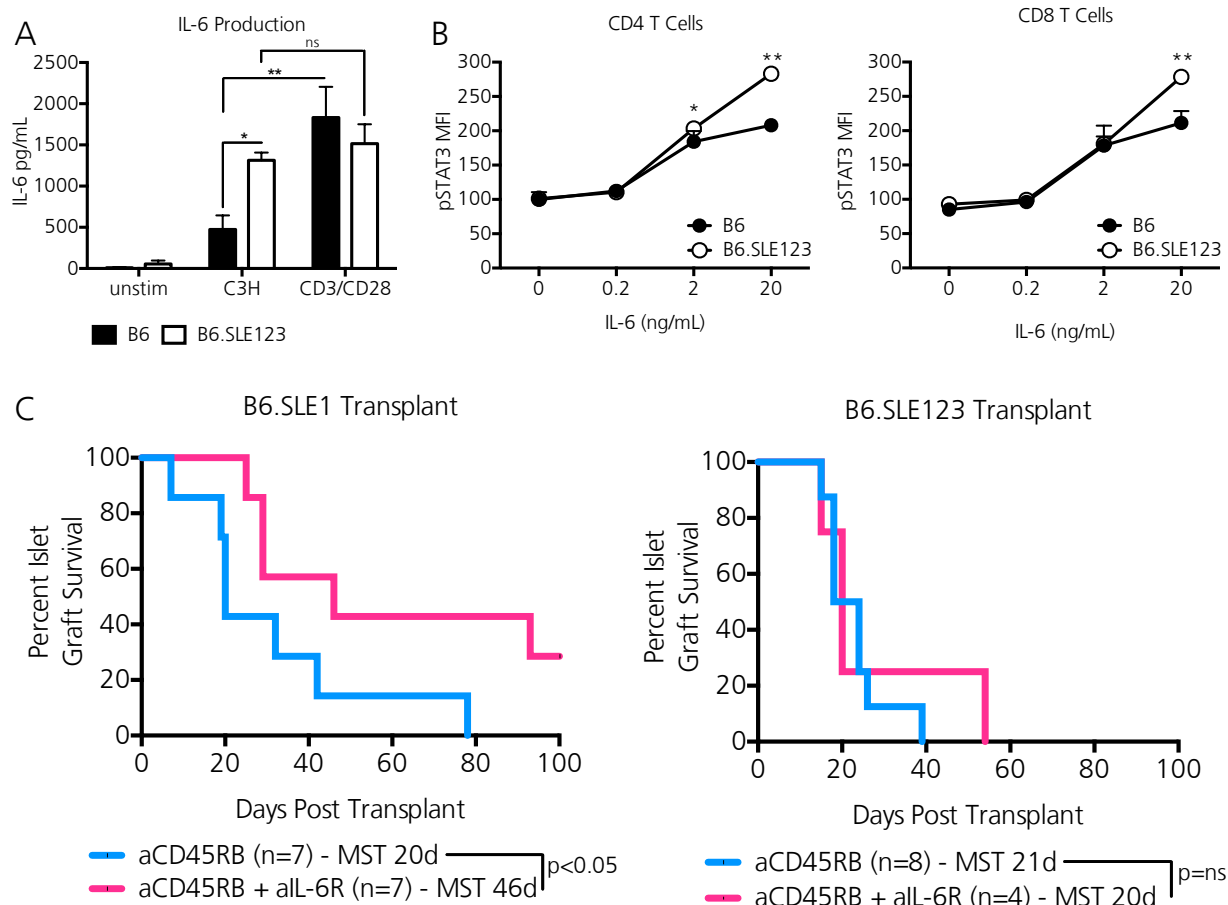 A
IL-6 Production
IL-6 pg/mL
2500
2000
1500
1000
500
0
ns
**
*
unstim
C3H
CD3/CD28
B6
B6.SLE123
B
CD4 T Cells
pSTAT3 MFI
300
250
200
150
100
50
0
*
**
B6
B6.SLE123
0
0.2
2
20
IL-6 (ng/mL)
CD8 T Cells
pSTAT3 MFI
300
250
200
150
100
50
0
**
B6
B6.SLE123
0
0.2
2
20
IL-6 (ng/mL)
C
B6.SLE1 Transplant
Percent Islet
Graft Survival
100
80
60
40
20
0
0
20
40
60
80
100
Days Post Transplant
aCD45RB (n=7) - MST 20d
aCD45RB + aIL-6R (n=7) - MST 46d
p<0.05
B6.SLE123 Transplant
Percent Islet
Graft Survival
100
80
60
40
20
0
0
20
40
60
80
100
Days Post Transplant
aCD45RB (n=8) - MST 21d
aCD45RB + aIL-6R (n=4) - MST 20d
p=ns